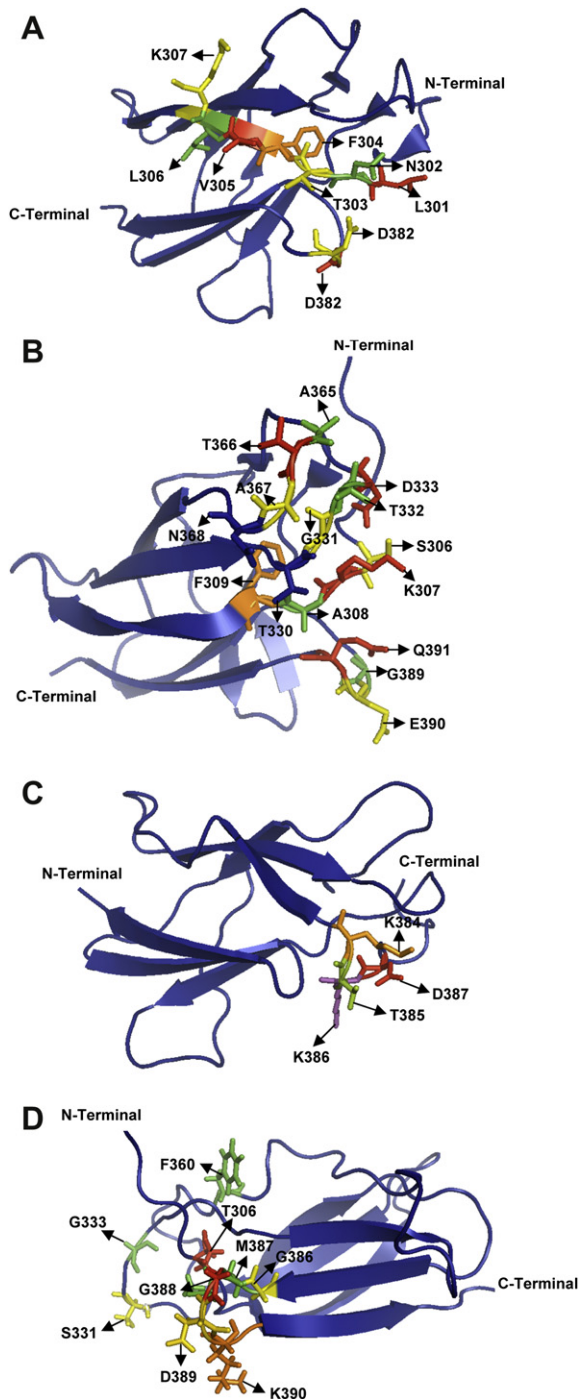 A
K307
N-Terminal
F304
L306
V305
N302
T303
L301
C-Terminal
D382
D382
B
N-Terminal
A365
T366
A367
D333
T332
N368
G331
S306
F309
K307
A308
T330
Q391
C-Terminal
G389
E390
C
N-Terminal
C-Terminal
K384
D387
T385
K386
D
N-Terminal
F360
T306
G333
M387
G386
G388
C-Terminal
S331
D389
K390